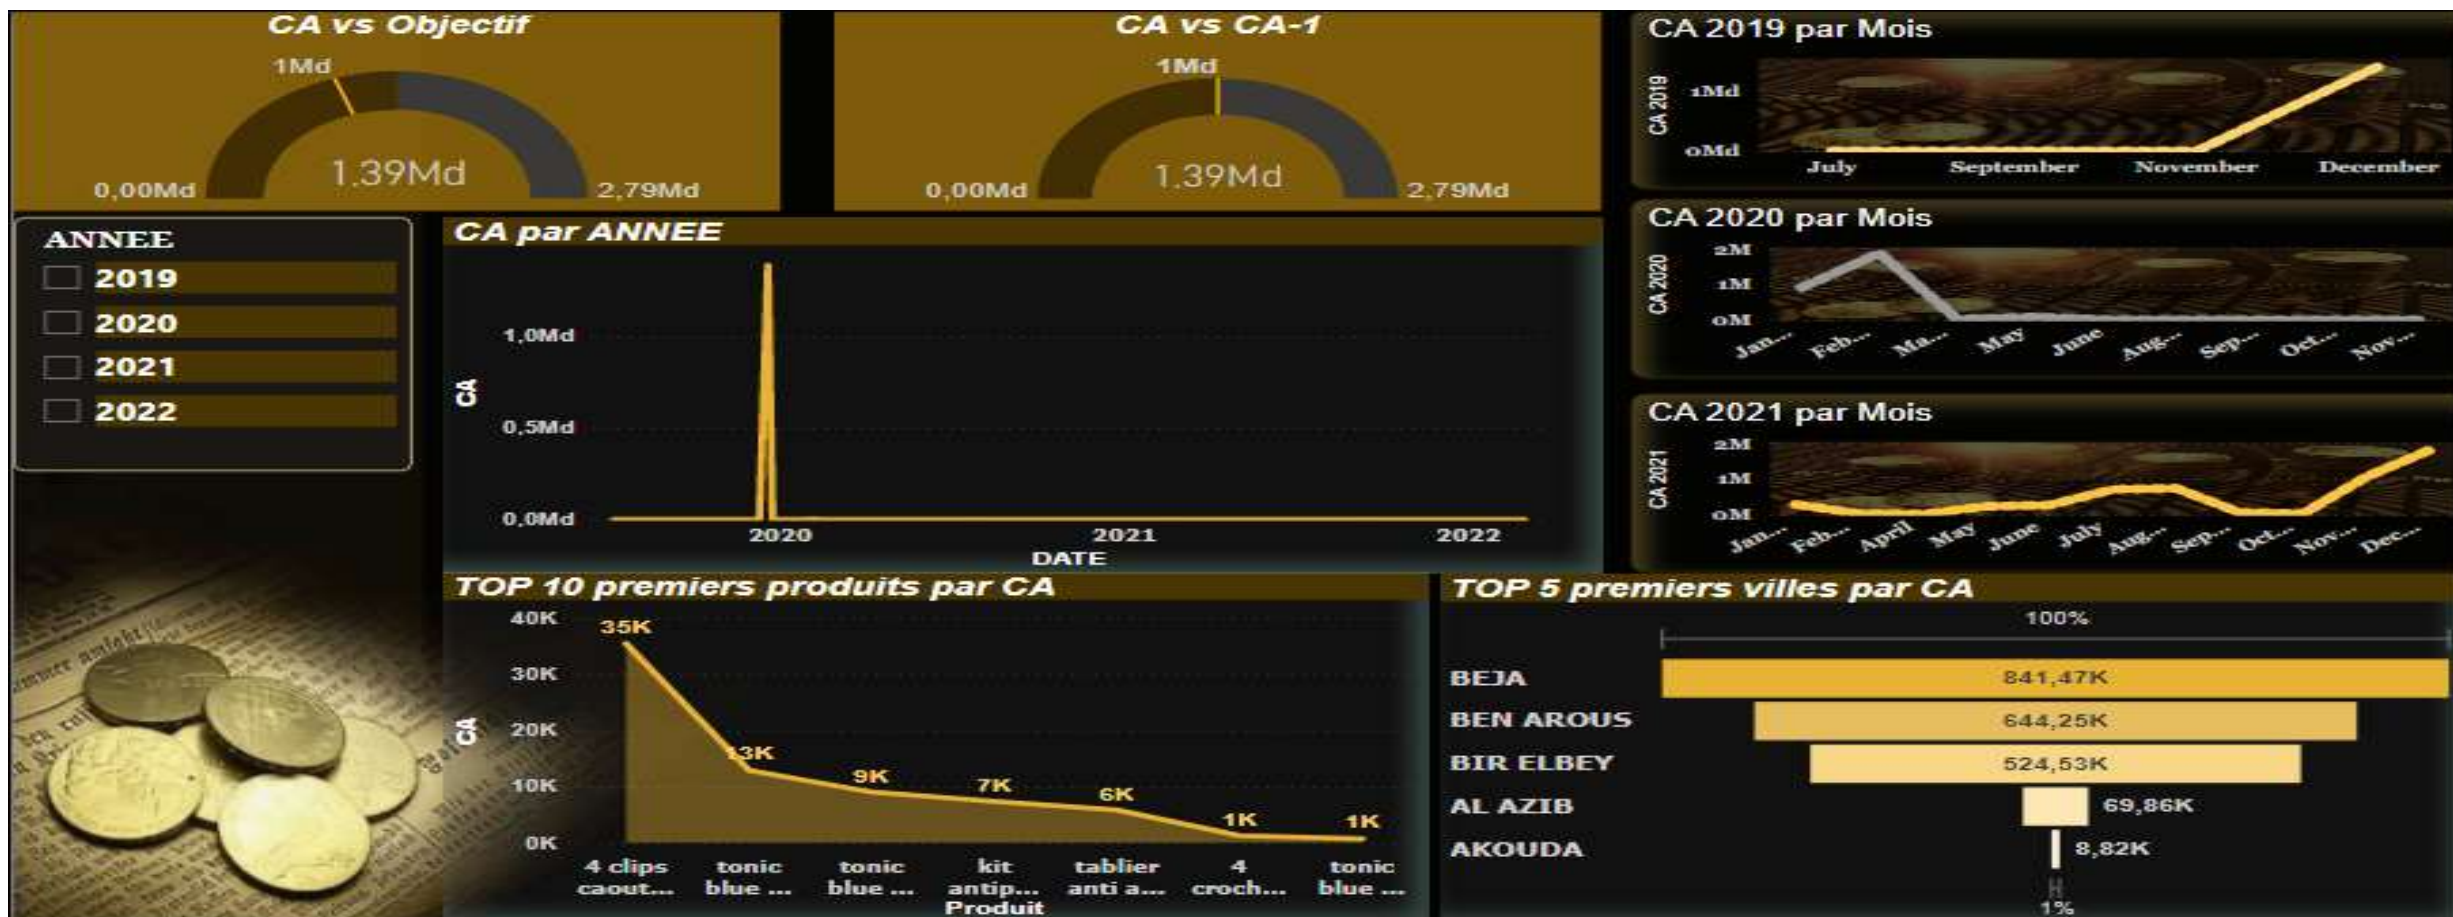 CA vs Objectif
1Md
1.39Md
0,00Md
2,79Md
CA vs CA-1
1Md
1.39Md
0,00Md
2,79Md
CA 2019 par Mois
CA 2019
1Md
0Md
July
September
November
December
ANNEE
2019
2020
2021
2022
CA par ANNEE
CA
1,0Md
0,5Md
0,0Md
2020
2021
2022
DATE
CA 2020 par Mois
CA 2020
2M
1M
0M
Jan...
Feb...
Ma...
May
June
Aug...
Sep...
Oct...
Nov...
CA 2021 par Mois
CA 2021
2M
1M
0M
Jan...
Feb...
April
May
June
July
Aug...
Sep...
Oct...
Nov...
Dec...
TOP 10 premiers produits par CA
CA
40K
30K
20K
10K
0K
35K
13K
9K
7K
6K
1K
1K
4 clips caout...
tonic blue ...
tonic blue ...
kit antip...
tablier anti a...
4 croch...
tonic blue ...
Produit
TOP 5 premiers villes par CA
100%
BEJA
841,47K
BEN AROUS
644,25K
BIR ELBEY
524,53K
AL AZIB
69,86K
AKOUDA
8,82K
1%